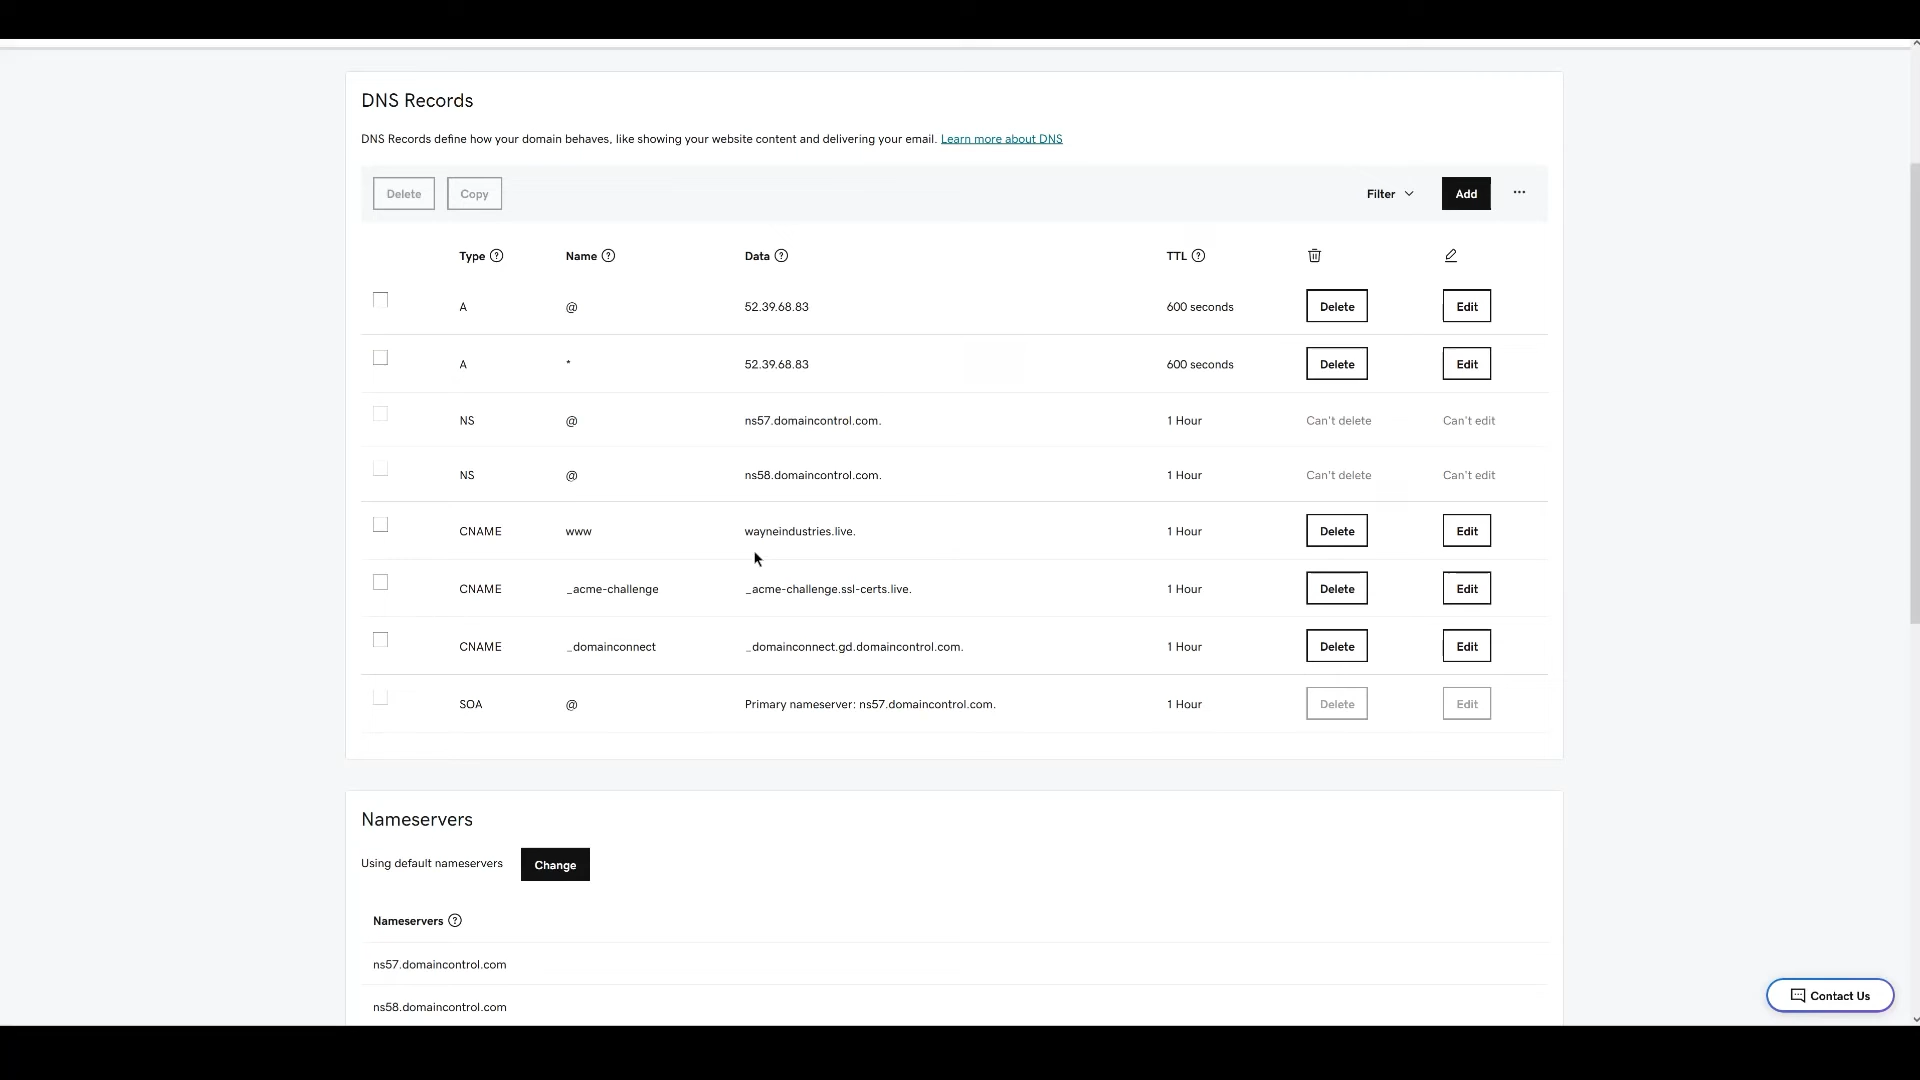 DNS Records
DNS Records define how your domain behaves, like showing your website content and delivering your email. Learn more about DNS
Delete Copy Filter Add ...
Type ? Name ? Data ? TTL ?
A @ 52.39.68.83 600 seconds Delete Edit
A * 52.39.68.83 600 seconds Delete Edit
NS @ ns57.domaincontrol.com. 1 Hour Can't delete Can't edit
NS @ ns58.domaincontrol.com. 1 Hour Can't delete Can't edit
CNAME www wayneindustries.live. 1 Hour Delete Edit
CNAME _acme-challenge _acme-challenge.ssl-certs.live. 1 Hour Delete Edit
CNAME _domainconnect _domainconnect.gd.domaincontrol.com. 1 Hour Delete Edit
SOA @ Primary nameserver: ns57.domaincontrol.com. 1 Hour Delete Edit
Nameservers
Using default nameservers Change
Nameservers ?
ns57.domaincontrol.com
ns58.domaincontrol.com
Contact Us